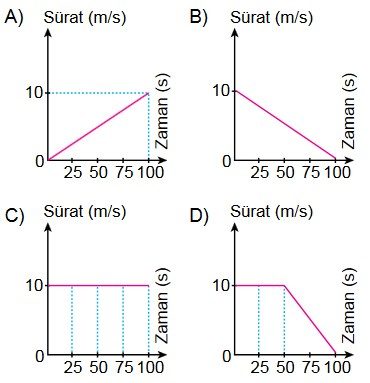 A) Sürat (m/s)
10
0
25 50 75 100
Zaman (s)
B) Sürat (m/s)
10
0
25 50 75 100
Zaman (s)
C) Sürat (m/s)
10
0
25 50 75 100
Zaman (s)
D) Sürat (m/s)
10
0
25 50 75 100
Zaman (s)